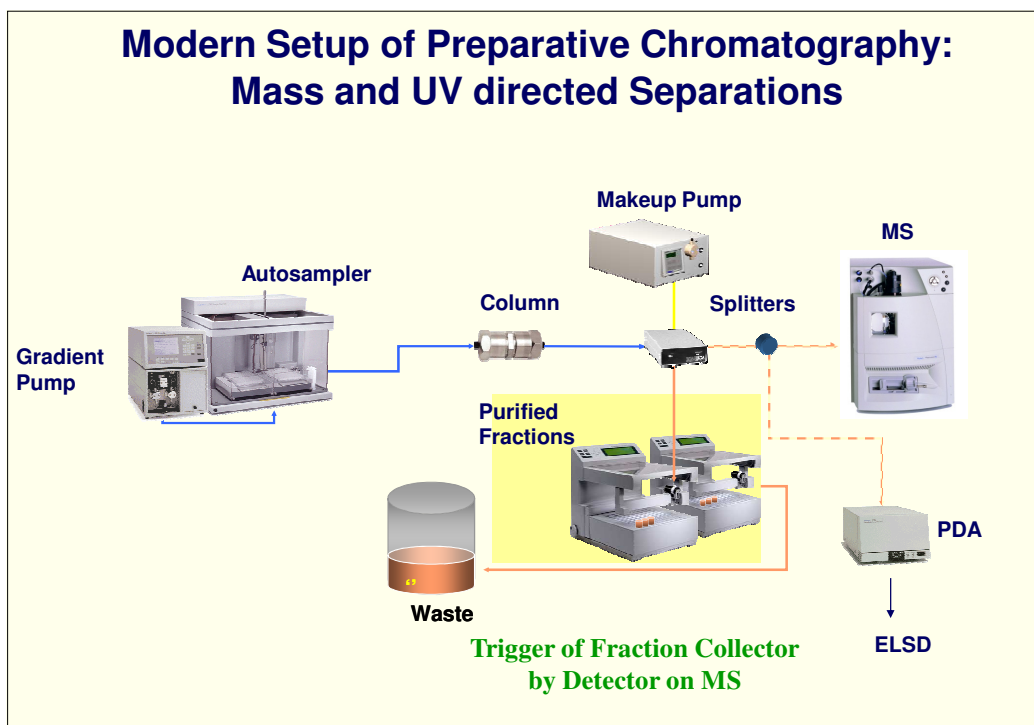 Modern Setup of Preparative Chromatography:
Mass and UV directed Separations
Makeup Pump
MS
Autosampler
Column
Splitters
Gradient
Pump
Purified
Fractions
PDA
Waste
ELSD
Trigger of Fraction Collector
by Detector on MS